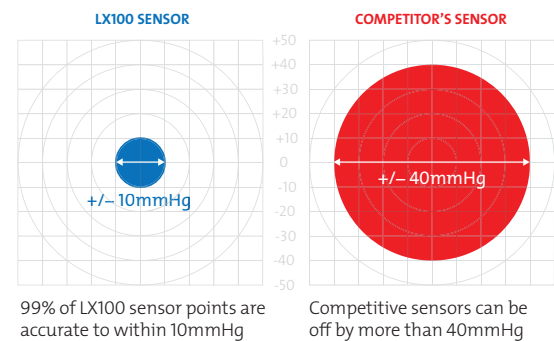 LX100 SENSOR
COMPETITOR’S SENSOR
+50
+40
+30
+20
+10
0
-10
-20
-30
-40
-50
+/– 10mmHg
+/– 40mmHg
99% of LX100 sensor points are
accurate to within 10mmHg
Competitive sensors can be
off by more than 40mmHg